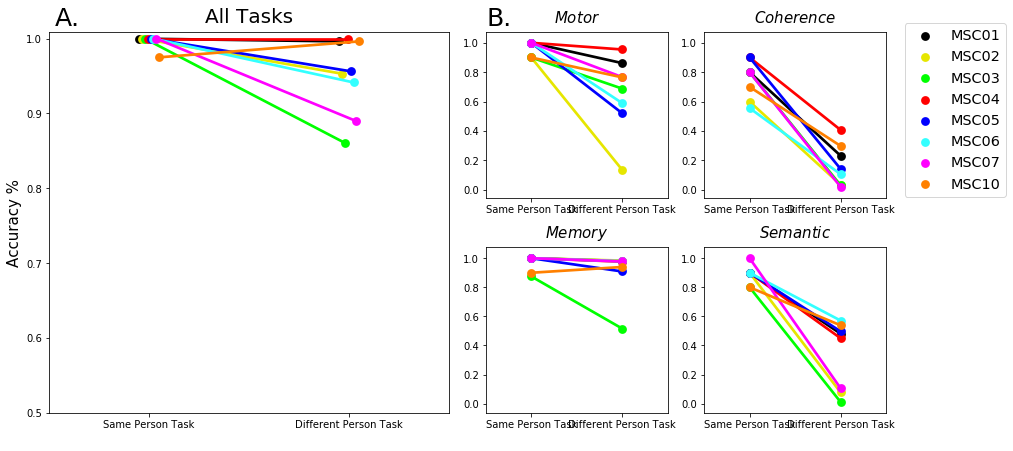 A.
All Tasks
Accuracy %
1.0
0.9
0.8
0.7
0.6
0.5
Same Person Task
Different Person Task
B.
Motor
1.0
0.8
0.6
0.4
0.2
0.0
Same Person Task
Different Person Task
Coherence
1.0
0.8
0.6
0.4
0.2
0.0
Same Person Task
Different Person Task
Memory
1.0
0.8
0.6
0.4
0.2
0.0
Same Person Task
Different Person Task
Semantic
1.0
0.8
0.6
0.4
0.2
0.0
Same Person Task
Different Person Task
MSC01
MSC02
MSC03
MSC04
MSC05
MSC06
MSC07
MSC10